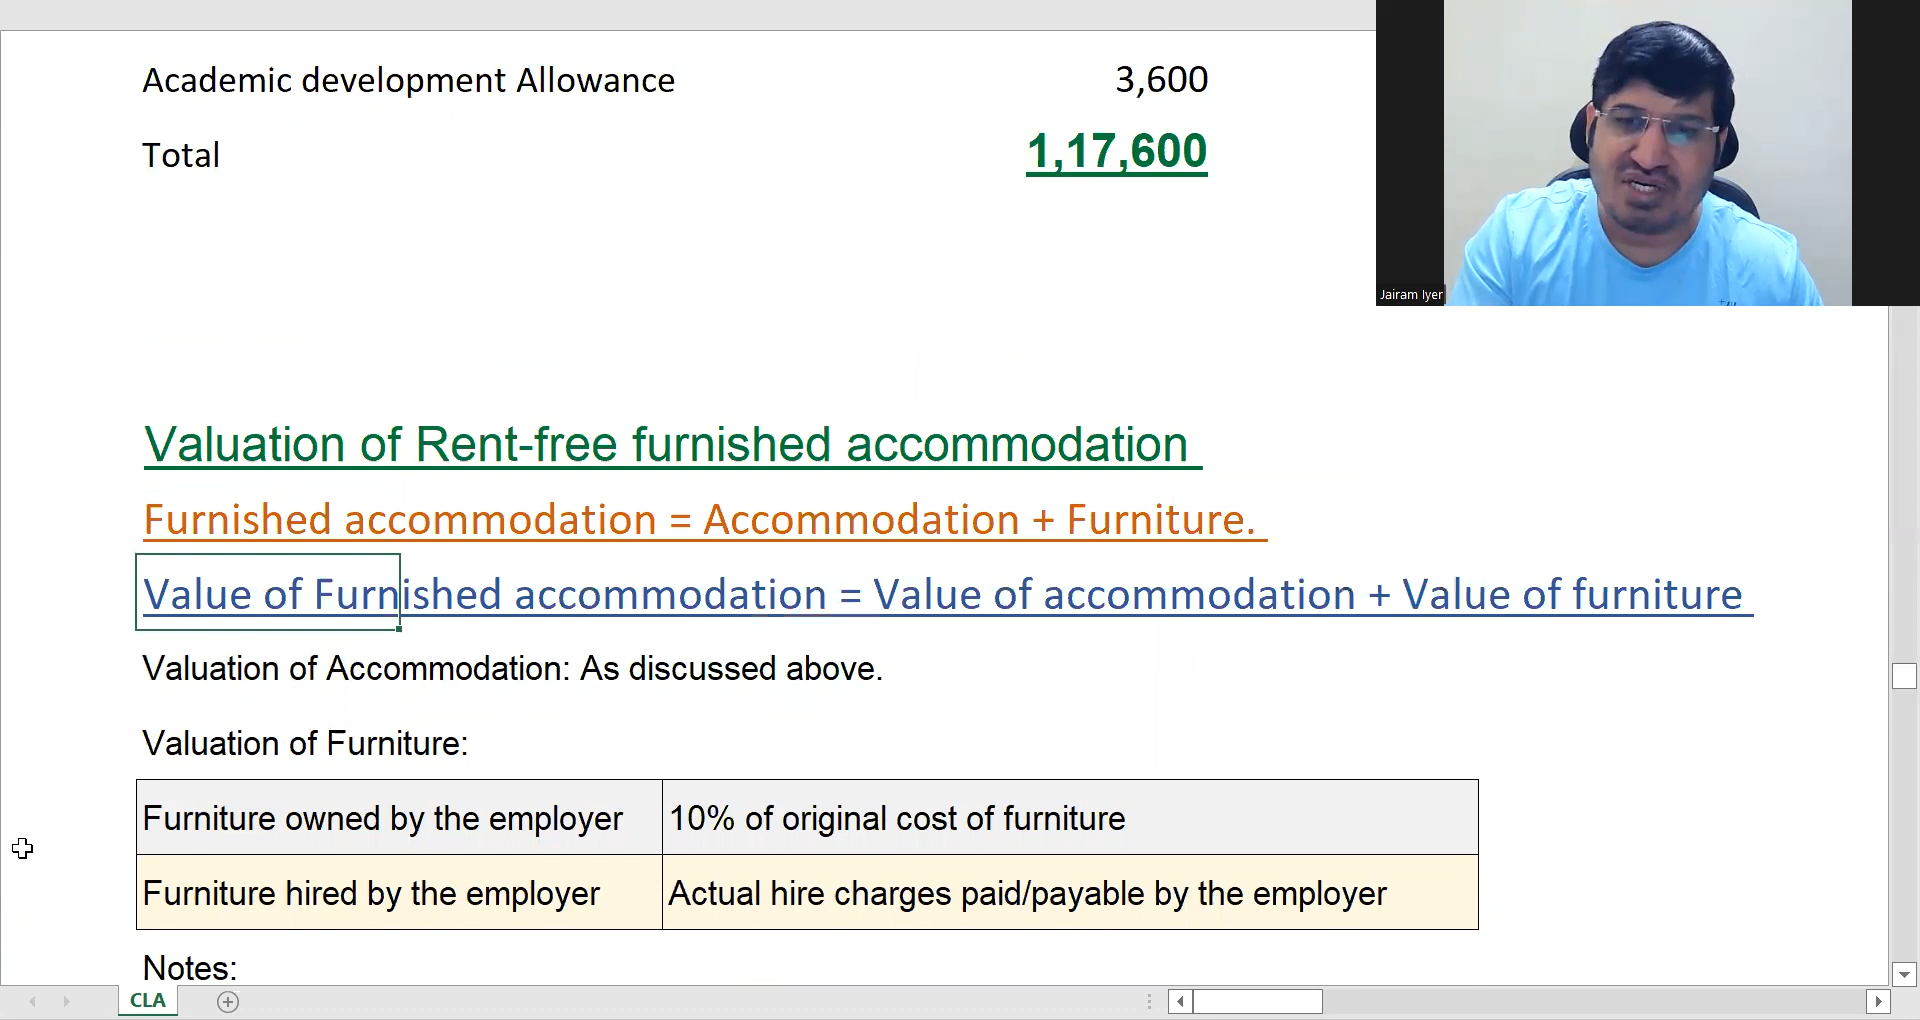 Academic development Allowance 3,600
Total 1,17,600
Jairam Iyer
Valuation of Rent-free furnished accommodation
Furnished accommodation = Accommodation + Furniture.
Value of Furnished accommodation = Value of accommodation + Value of furniture
Valuation of Accommodation: As discussed above.
Valuation of Furniture:
Furniture owned by the employer 10% of original cost of furniture
Furniture hired by the employer Actual hire charges paid/payable by the employer
Notes:
CLA